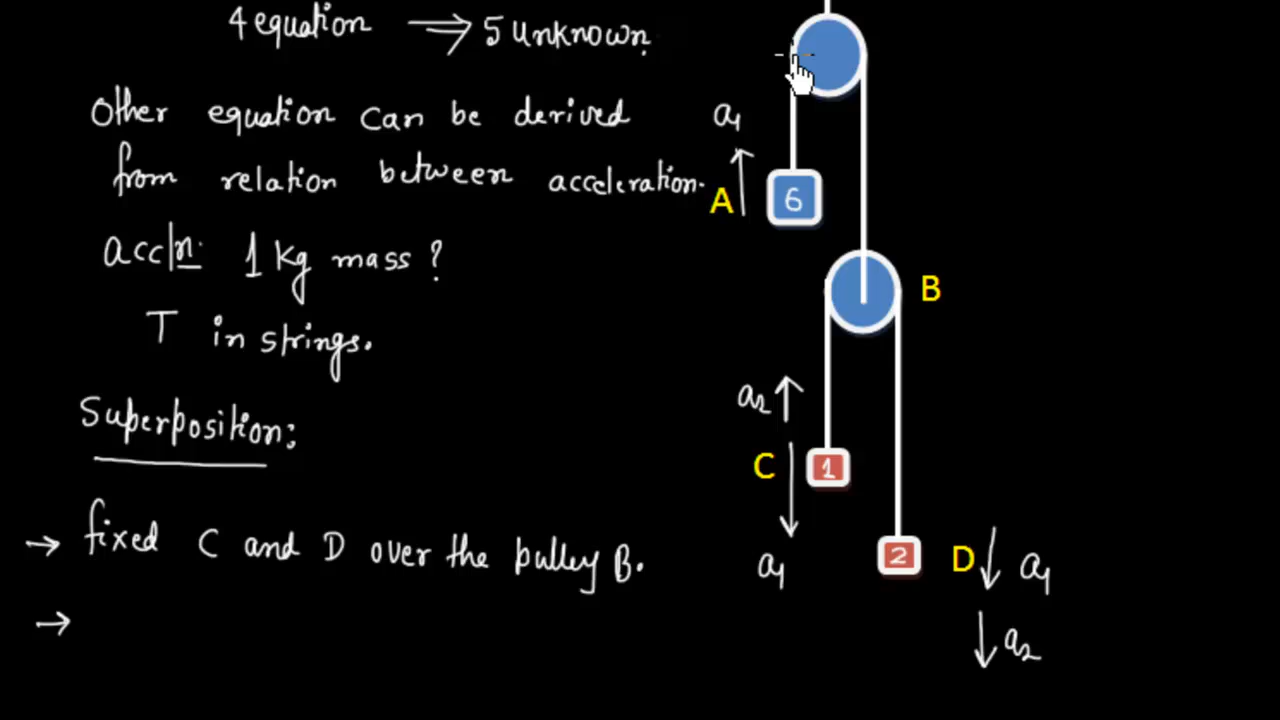 4 equation ⟹ 5 Unknown.
Other equation can be derived
from relation between acceleration.
acc/n. 1 kg mass ?
T in strings.
Superposition:
→ fixed C and D over the pulley B.
→
a₁
A
6
B
a₂
C
1
a₁
2
D
a₁
a₂